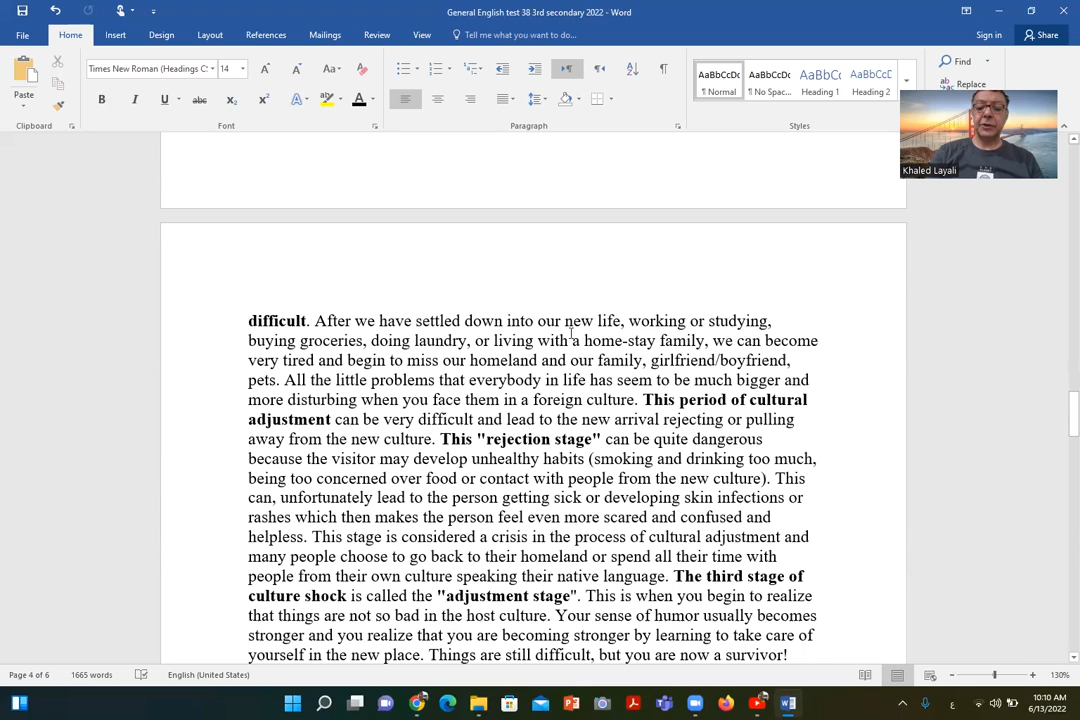 General English test 38 3rd secondary 2022 - Word
Sign in
Share
File
Home
Insert
Design
Layout
References
Mailings
Review
View
Tell me what you want to do...
Paste
Clipboard
Times New Roman (Headings C
14
Font
Paragraph
AaBbCcDc
AaBbCcDc
AaBbCc
AaBbCcD
¶ Normal
¶ No Spac...
Heading 1
Heading 2
Styles
Find
Replace
Khaled Layali
difficult. After we have settled down into our new life, working or studying,
buying groceries, doing laundry, or living with a home-stay family, we can become
very tired and begin to miss our homeland and our family, girlfriend/boyfriend,
pets. All the little problems that everybody in life has seem to be much bigger and
more disturbing when you face them in a foreign culture. This period of cultural
adjustment can be very difficult and lead to the new arrival rejecting or pulling
away from the new culture. This "rejection stage" can be quite dangerous
because the visitor may develop unhealthy habits (smoking and drinking too much,
being too concerned over food or contact with people from the new culture). This
can, unfortunately lead to the person getting sick or developing skin infections or
rashes which then makes the person feel even more scared and confused and
helpless. This stage is considered a crisis in the process of cultural adjustment and
many people choose to go back to their homeland or spend all their time with
people from their own culture speaking their native language. The third stage of
culture shock is called the "adjustment stage". This is when you begin to realize
that things are not so bad in the host culture. Your sense of humor usually becomes
stronger and you realize that you are becoming stronger by learning to take care of
yourself in the new place. Things are still difficult, but you are now a survivor!
Page 4 of 6
1665 words
English (United States)
130%
10:10 AM
6/13/2022